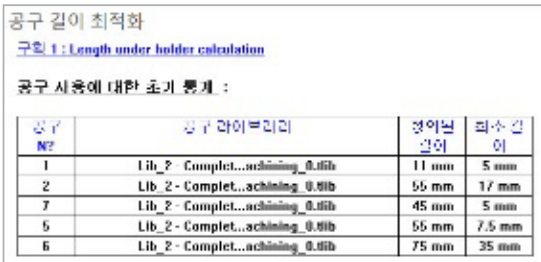 공구 길이 최적화
구획 1 : Length under holder calculation
공구 사용에 대한 초기 통계 :
공구 N? 공구 라이브러리 정의된 길이 최소 길이
1 Lib_2 - Complet...achining_0.tlib 11 mm 5 mm
2 Lib_2 - Complet...achining_0.tlib 55 mm 17 mm
7 Lib_2 - Complet...achining_0.tlib 45 mm 5 mm
5 Lib_2 - Complet...achining_0.tlib 55 mm 7.5 mm
6 Lib_2 - Complet...achining_0.tlib 75 mm 35 mm